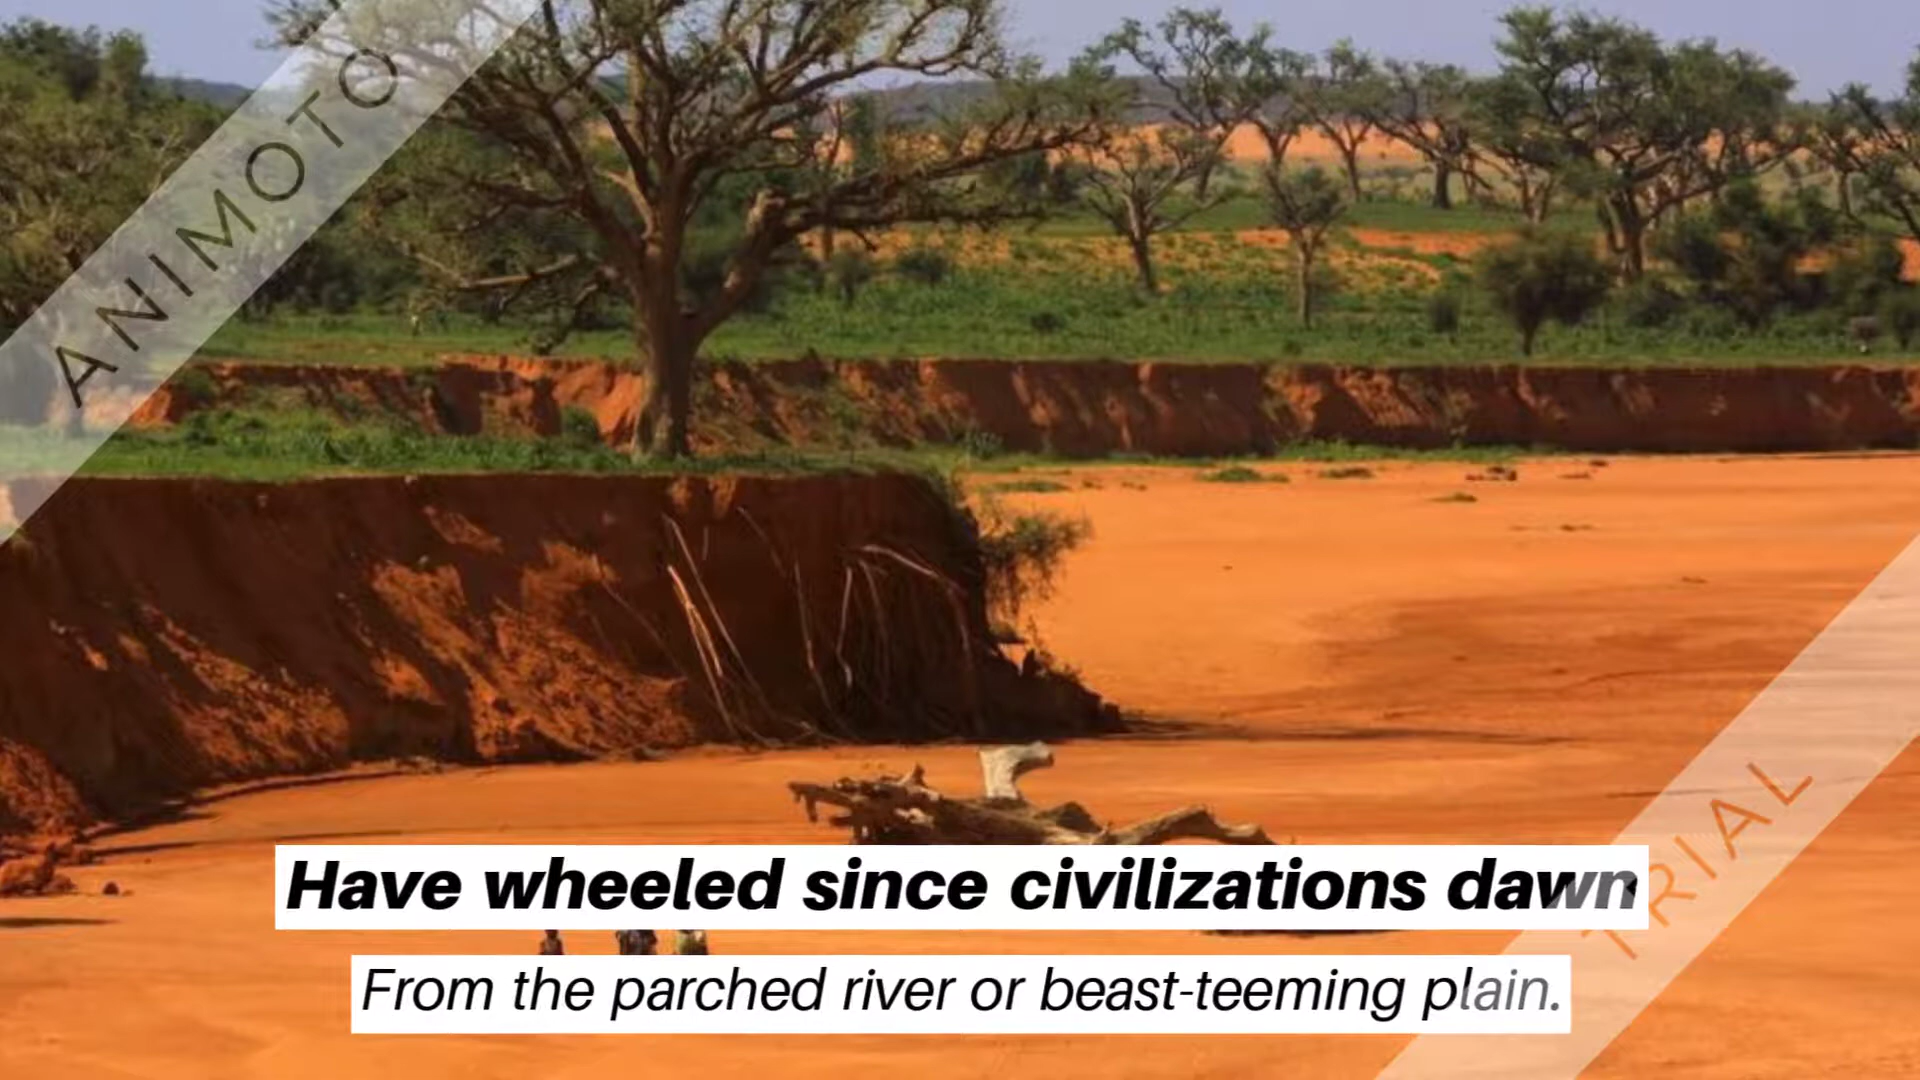 ANIMOTO
Have wheeled since civilizations dawn
From the parched river or beast-teeming plain.
TRIAL